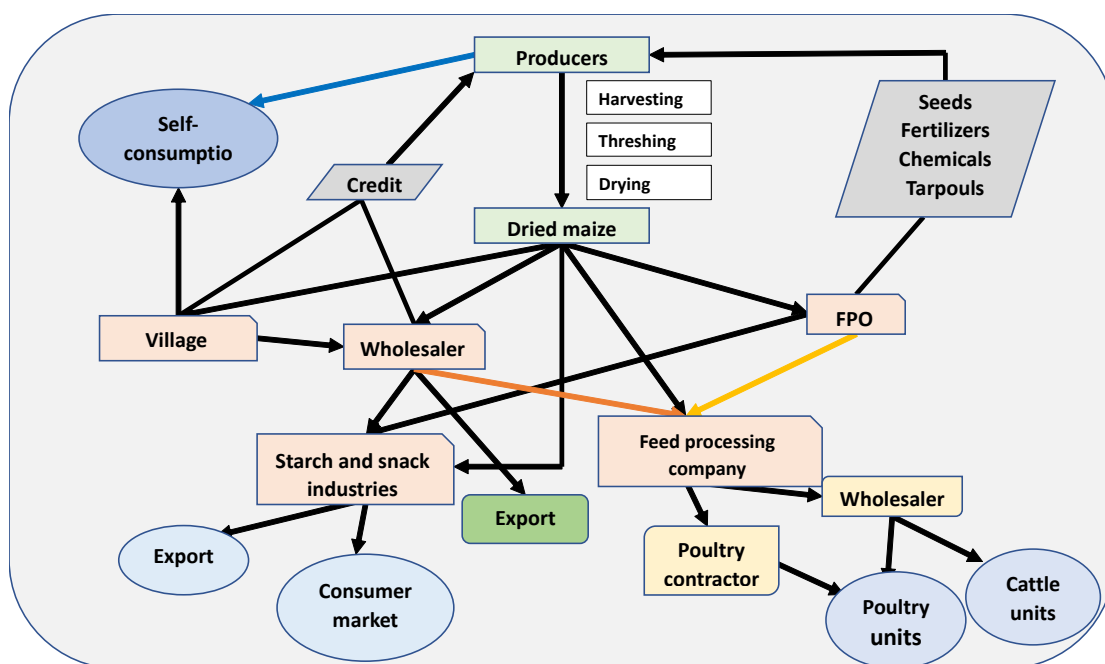 Producers
Harvesting
Threshing
Drying
Seeds
Fertilizers
Chemicals
Tarpouls
Self-
consumptio
Credit
Dried maize
Village
Wholesaler
FPO
Starch and snack
industries
Feed processing
company
Export
Wholesaler
Export
Consumer
market
Poultry
contractor
Poultry
units
Cattle
units